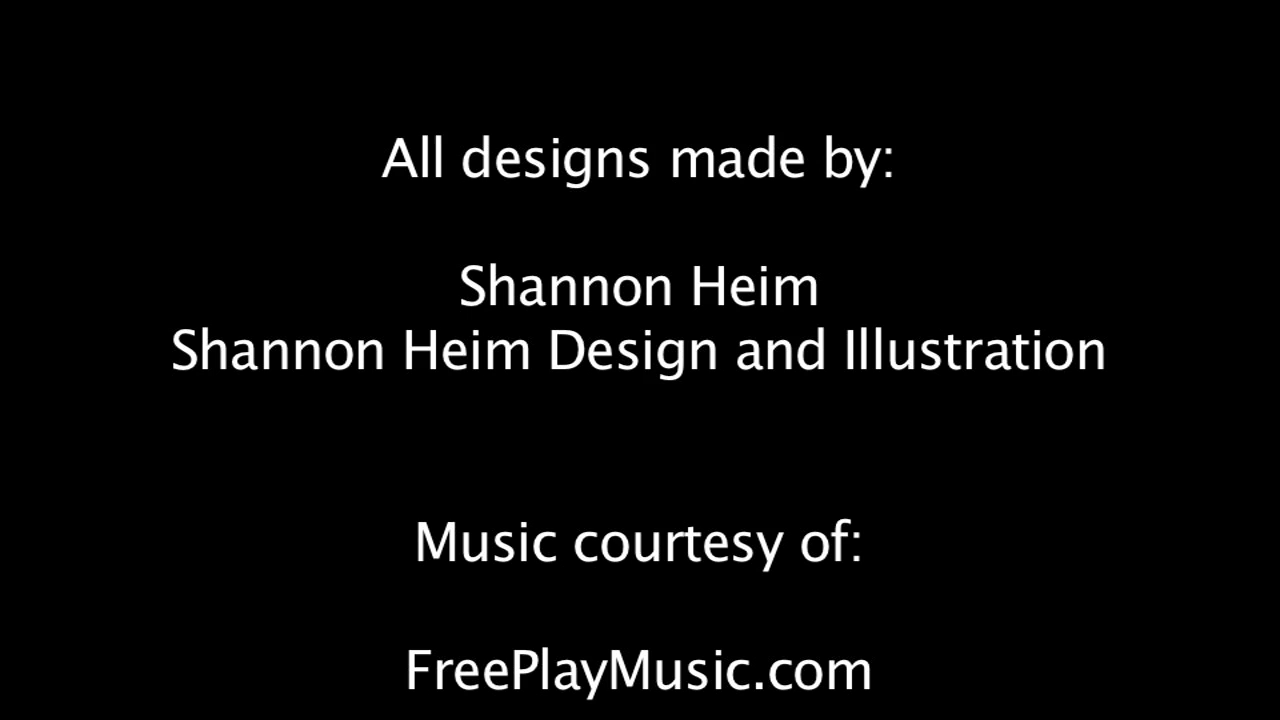 All designs made by:
Shannon Heim
Shannon Heim Design and Illustration
Music courtesy of:
FreePlayMusic.com